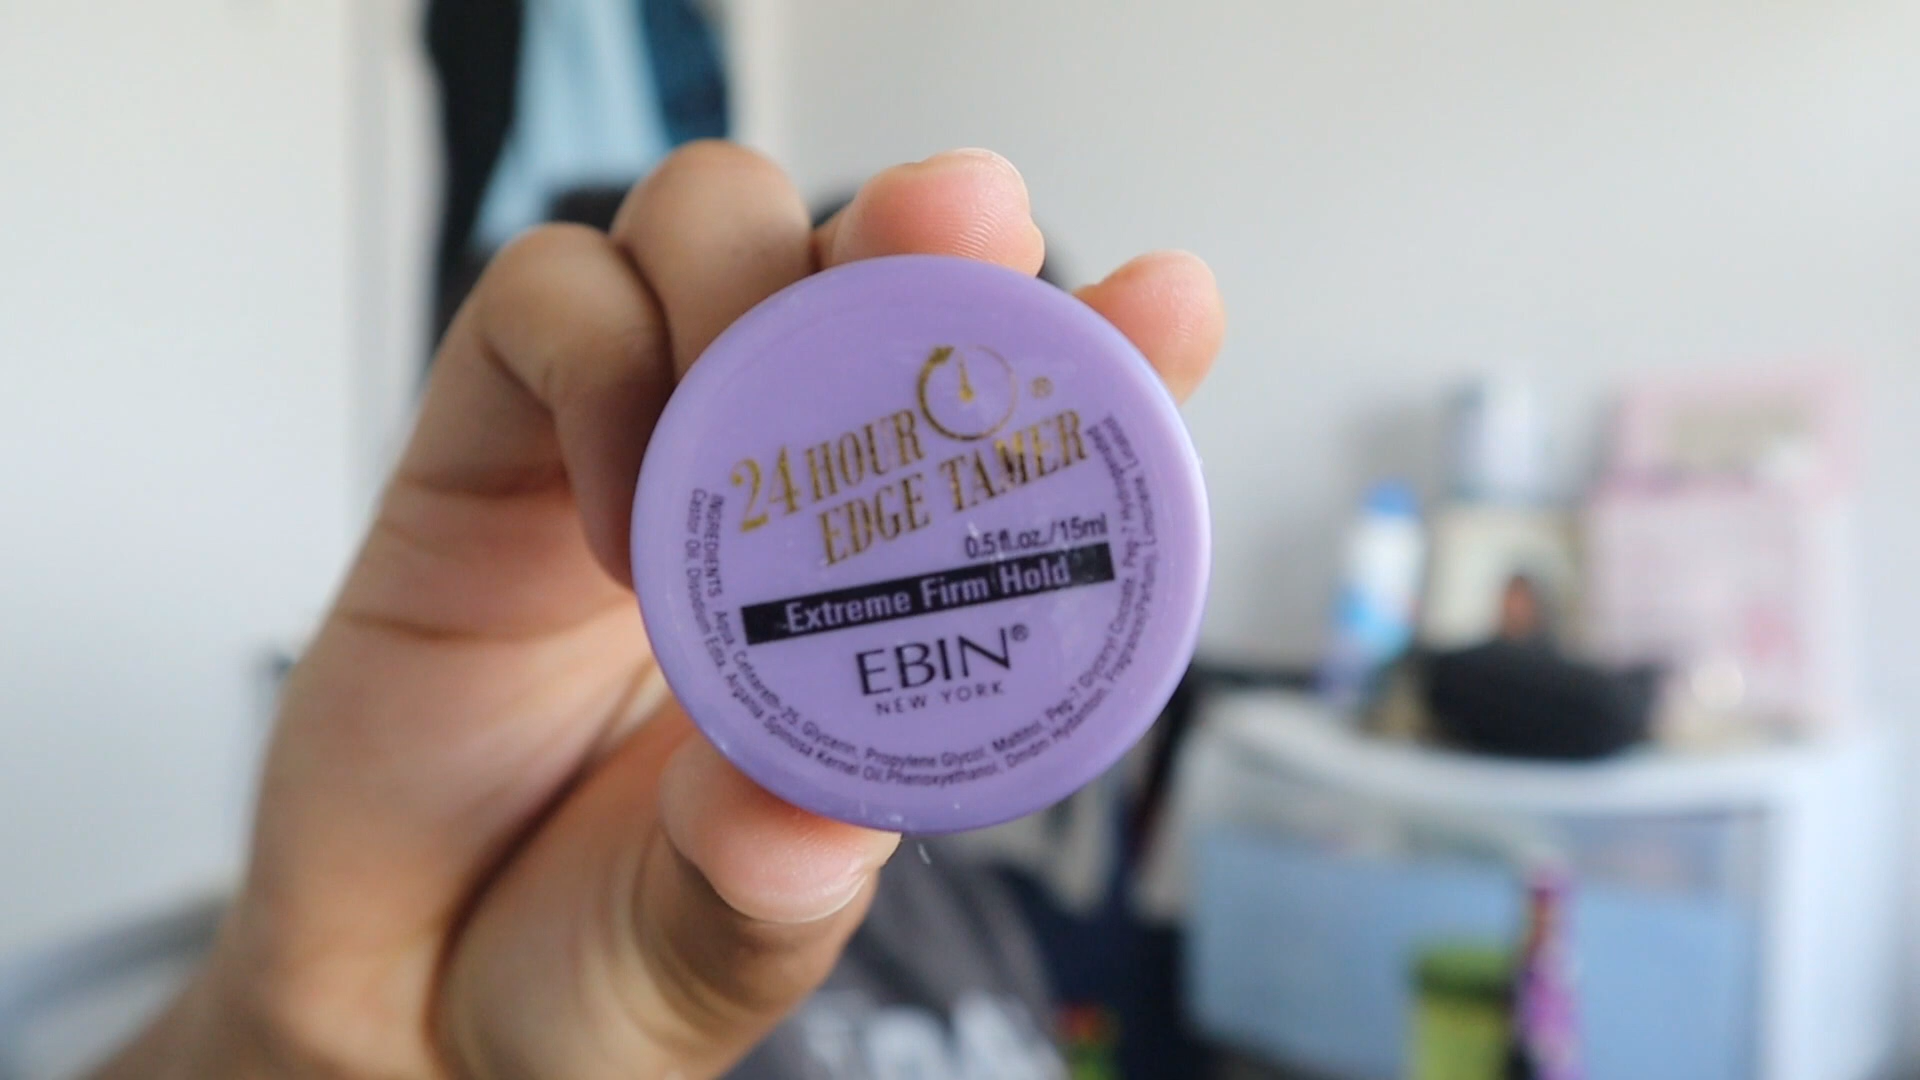 24 HOUR
EDGE TAMER®
0.5 fl.oz./15ml
Extreme Firm Hold
EBIN®
NEW YORK
INGREDIENTS: Aqua, Ceteareth-25, Glycerin, Propylene Glycol, Maltitol, Peg-7 Glyceryl Cocoate, Peg-7 Hydrogenated
Castor Oil, Disodium Edta, Argania Spinosa Kernel Oil, Phenoxyethanol, Dmdm Hydantoin, Fragrance(Parfum), Limonene, Linalool